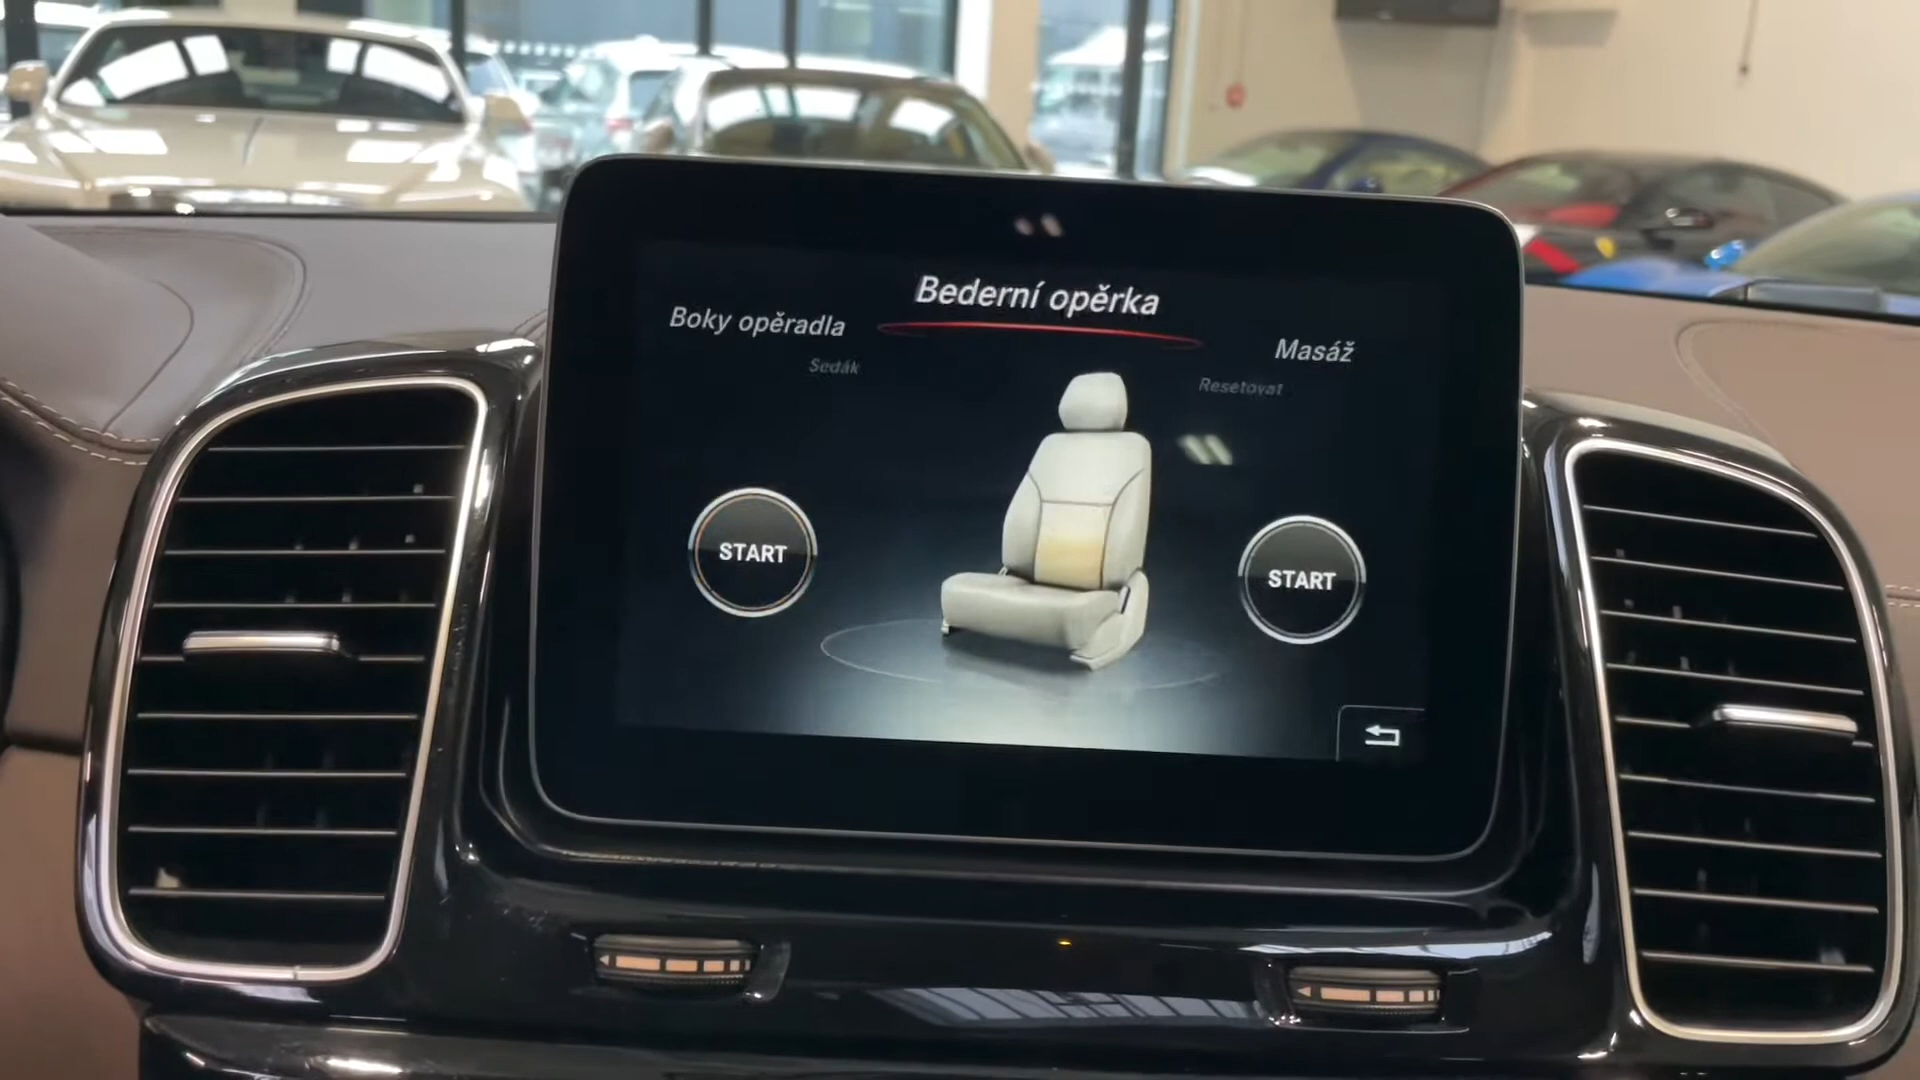 Bederní opěrka
Boky opěradla
Masáž
Sedák
Resetovat
START
START